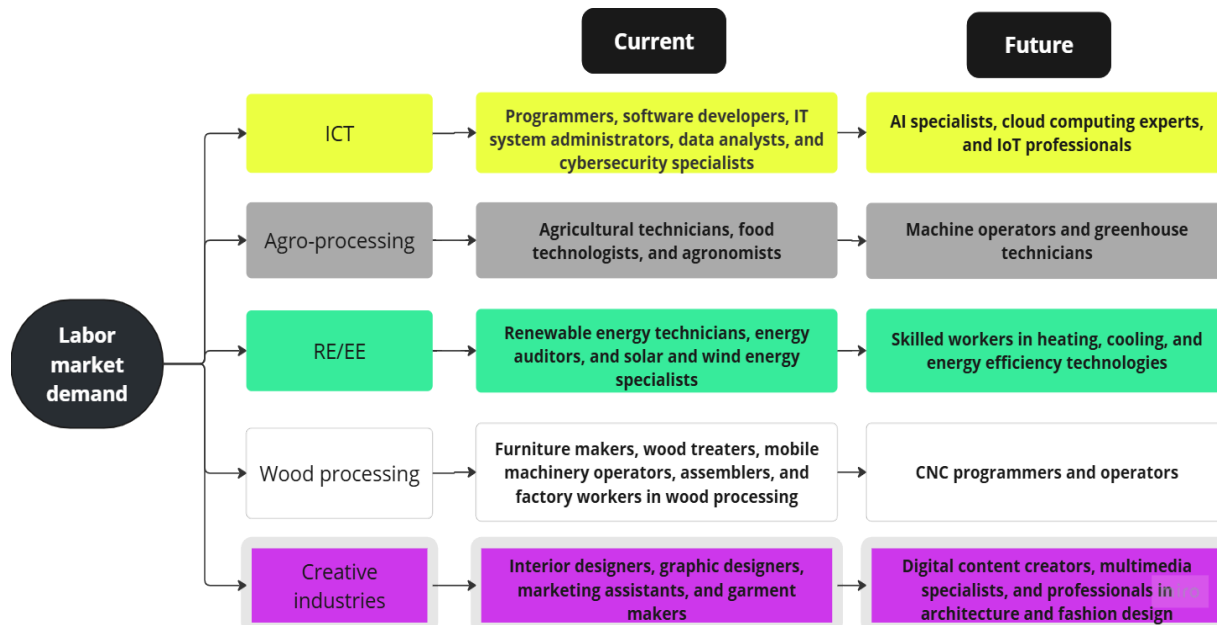 Current
Future
ICT
Programmers, software developers, IT
system administrators, data analysts, and
cybersecurity specialists
AI specialists, cloud computing experts,
and IoT professionals
Agro-processing
Agricultural technicians, food
technologists, and agronomists
Machine operators and greenhouse
technicians
Labor
market
demand
RE/EE
Renewable energy technicians, energy
auditors, and solar and wind energy
specialists
Skilled workers in heating, cooling, and
energy efficiency technologies
Wood processing
Furniture makers, wood treaters, mobile
machinery operators, assemblers, and
factory workers in wood processing
CNC programmers and operators
Creative
industries
Interior designers, graphic designers,
marketing assistants, and garment
makers
Digital content creators, multimedia
specialists, and professionals in
architecture and fashion design
miro